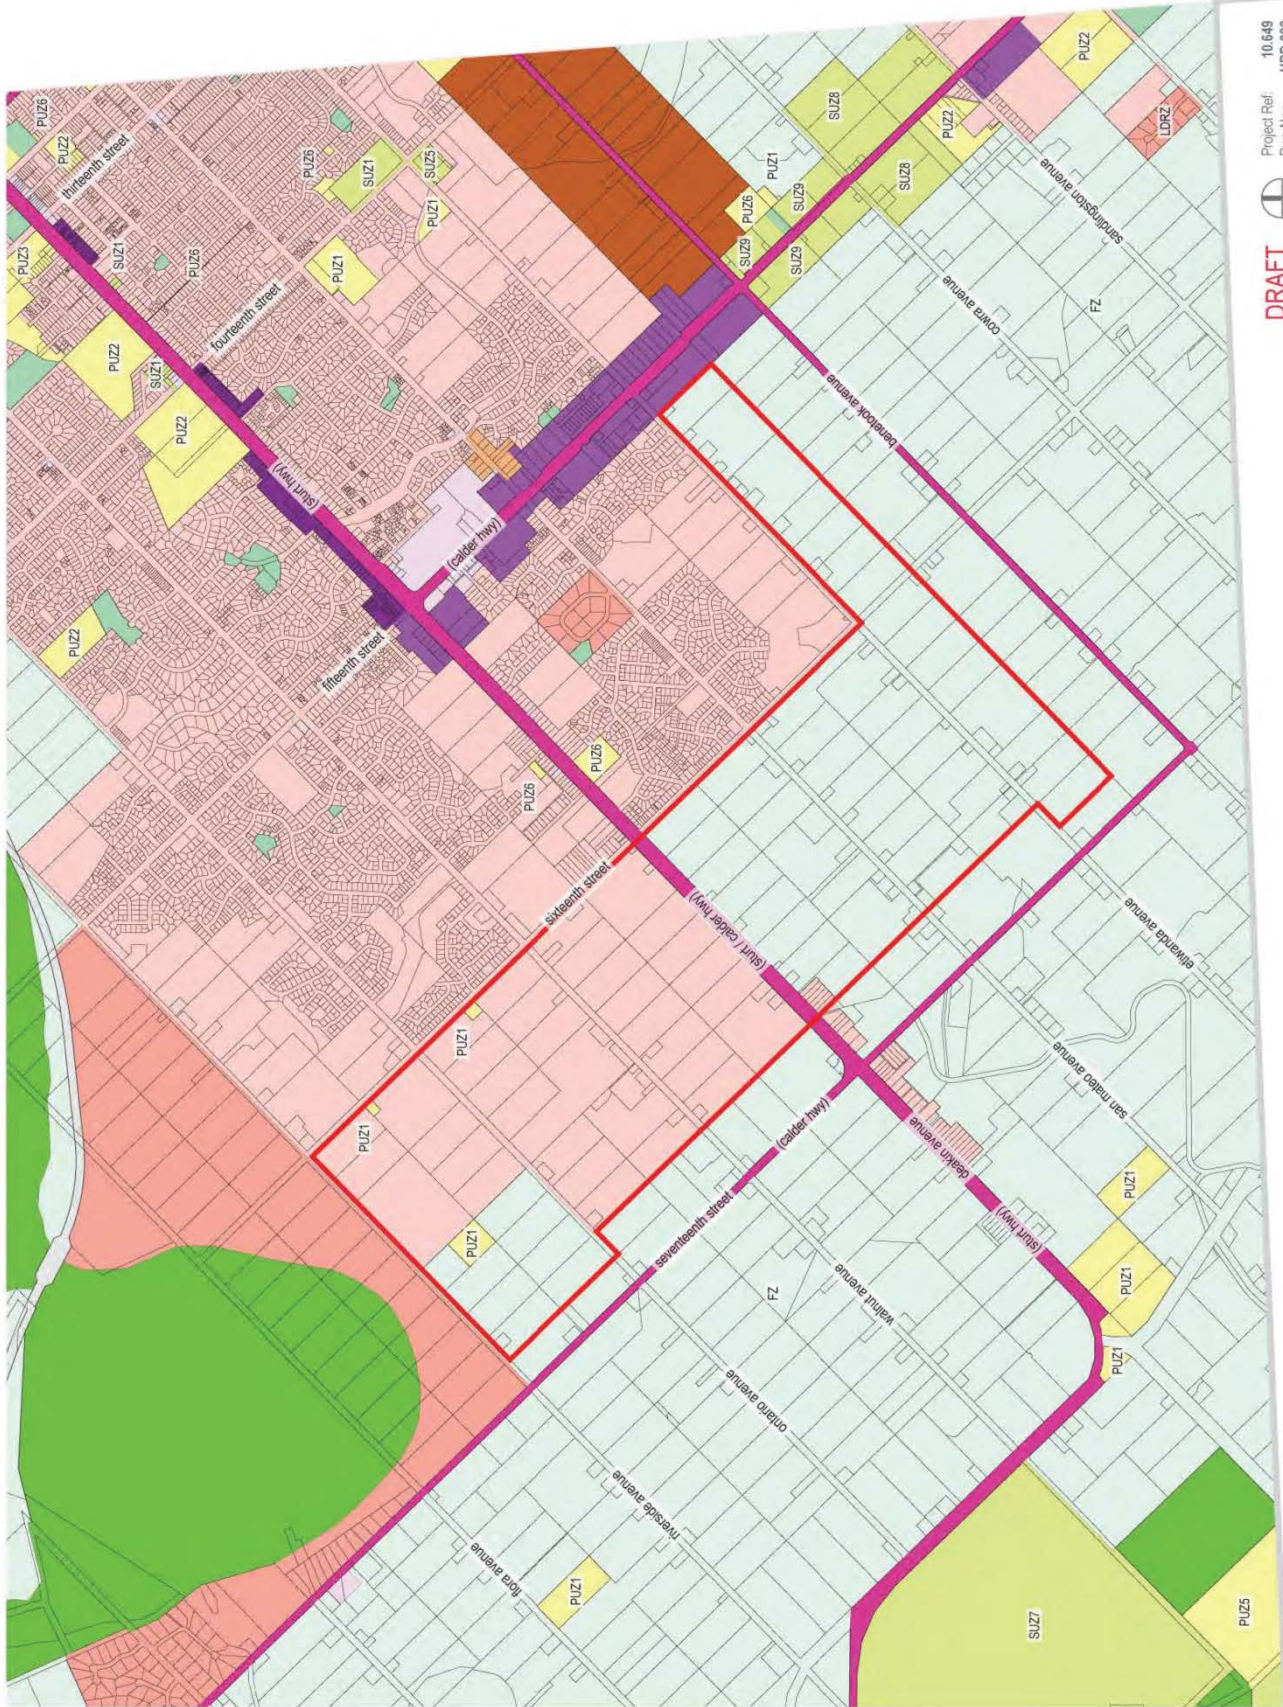 PUZ6
PUZ2
thirteenth street
PUZ3
SUZ1
PUZ6
PUZ6
SUZ1
SUZ5
PUZ1
PUZ1
fourteenth street
PUZ2
SUZ1
PUZ2
(sturt hwy)
PUZ2
fifteenth street
(calder hwy)
PUZ6
PUZ6
sixteenth street
(sturt / calder hwy)
PUZ1
PUZ1
PUZ1
SUZ8
SUZ8
PUZ2
PUZ2
LDRZ
PUZ1
PUZ6
SUZ9
SUZ9
SUZ9
sandilingston avenue
cowra avenue
FZ
benetook avenue
etiwanda avenue
san mateo avenue
deakin avenue
(calder hwy)
seventeenth street
(sturt hwy)
PUZ1
PUZ1
PUZ1
FZ
walnut avenue
ontario avenue
riverside avenue
flora avenue
PUZ1
SUZ7
PUZ5
DRAFT
Project Ref:
10.649